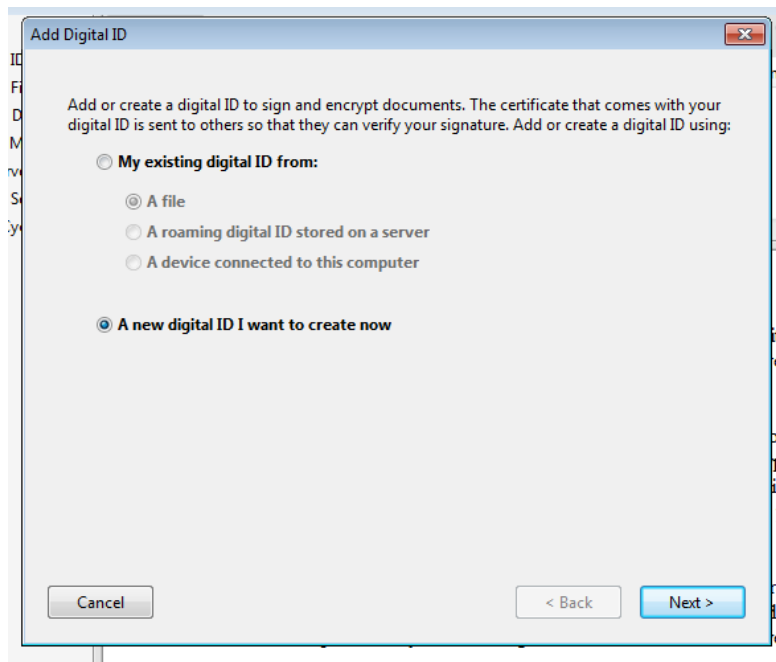 Add Digital ID
Add or create a digital ID to sign and encrypt documents. The certificate that comes with your
digital ID is sent to others so that they can verify your signature. Add or create a digital ID using:
My existing digital ID from:
A file
A roaming digital ID stored on a server
A device connected to this computer
A new digital ID I want to create now
Cancel
< Back
Next >